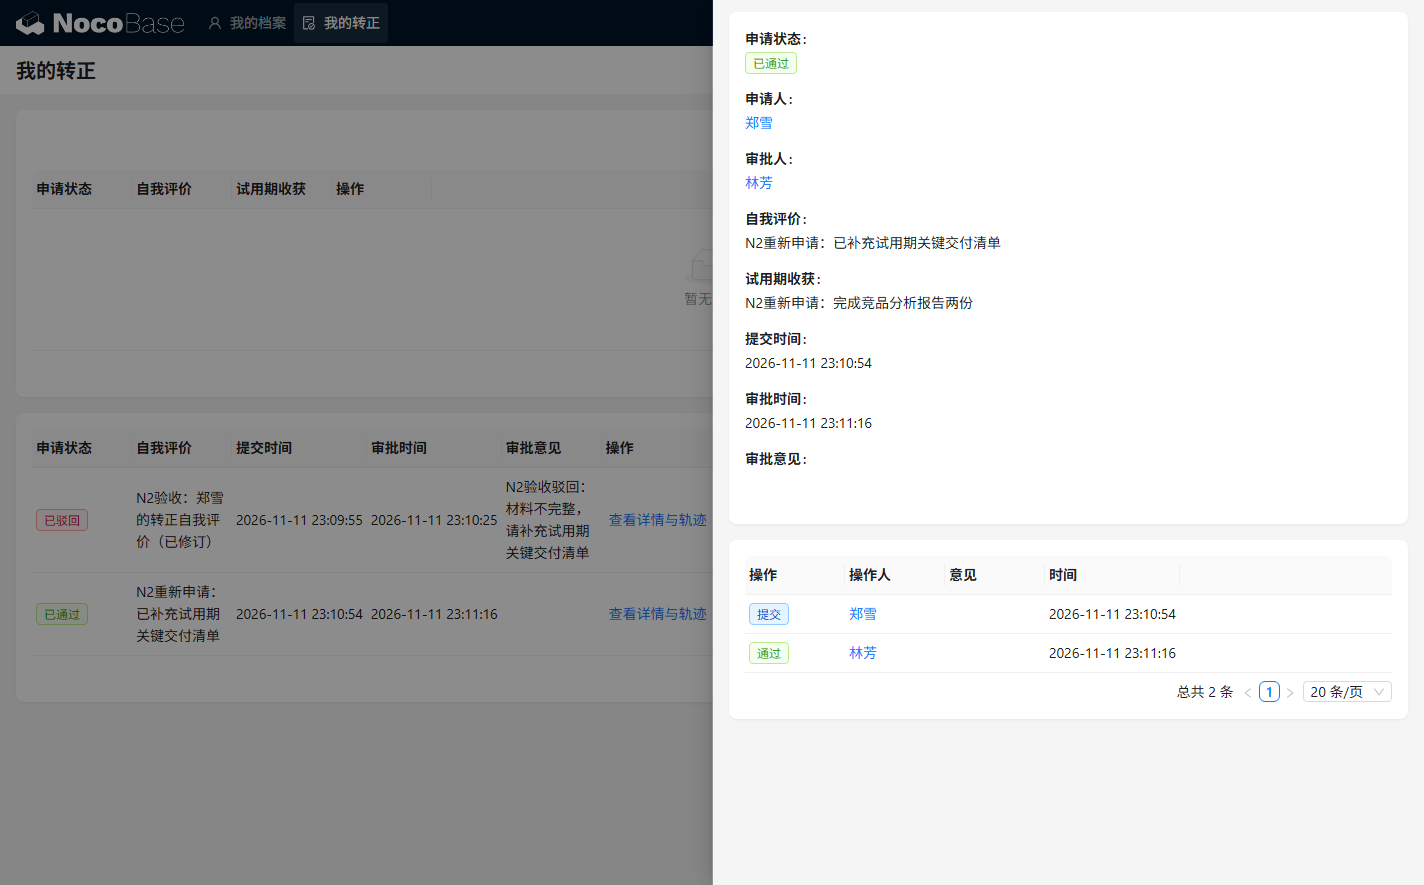 NocoBase
我的档案
我的转正
我的转正
申请状态 自我评价 试用期收获 操作
暂无
申请状态 自我评价 提交时间 审批时间 审批意见 操作
已驳回
N2验收：郑雪
的转正自我评
价（已修订）
2026-11-11 23:09:55
2026-11-11 23:10:25
N2验收驳回：
材料不完整，
请补充试用期
关键交付清单
查看详情与轨迹
已通过
N2重新申请：
已补充试用期
关键交付清单
2026-11-11 23:10:54
2026-11-11 23:11:16
查看详情与轨迹
申请状态：
已通过
申请人：
郑雪
审批人：
林芳
自我评价：
N2重新申请：已补充试用期关键交付清单
试用期收获：
N2重新申请：完成竞品分析报告两份
提交时间：
2026-11-11 23:10:54
审批时间：
2026-11-11 23:11:16
审批意见：
操作 操作人 意见 时间
提交 郑雪 2026-11-11 23:10:54
通过 林芳 2026-11-11 23:11:16
总共 2 条 < 1 > 20 条/页